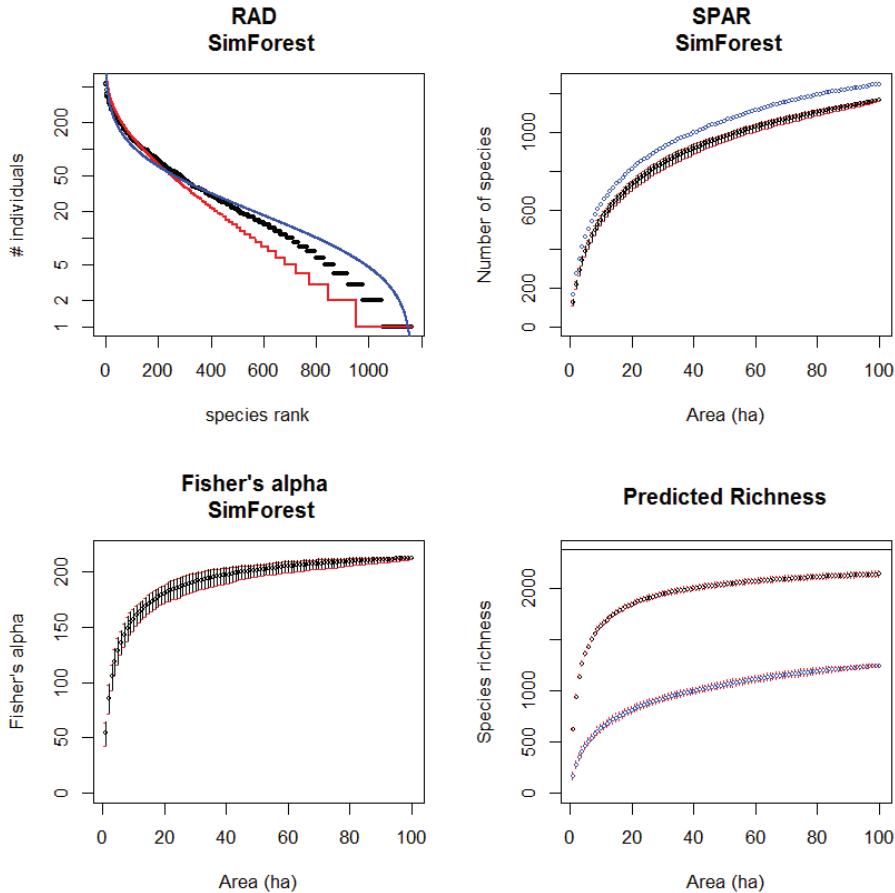 RAD
SimForest
# individuals
200
50
20
5
2
1
0
200
400
600
800
1000
species rank
SPAR
SimForest
Number of species
1000
600
200
0
0
20
40
60
80
100
Area (ha)
Fisher's alpha
SimForest
Fisher's alpha
200
150
100
50
0
0
20
40
60
80
100
Area (ha)
Predicted Richness
Species richness
2000
1000
500
0
0
20
40
60
80
100
Area (ha)